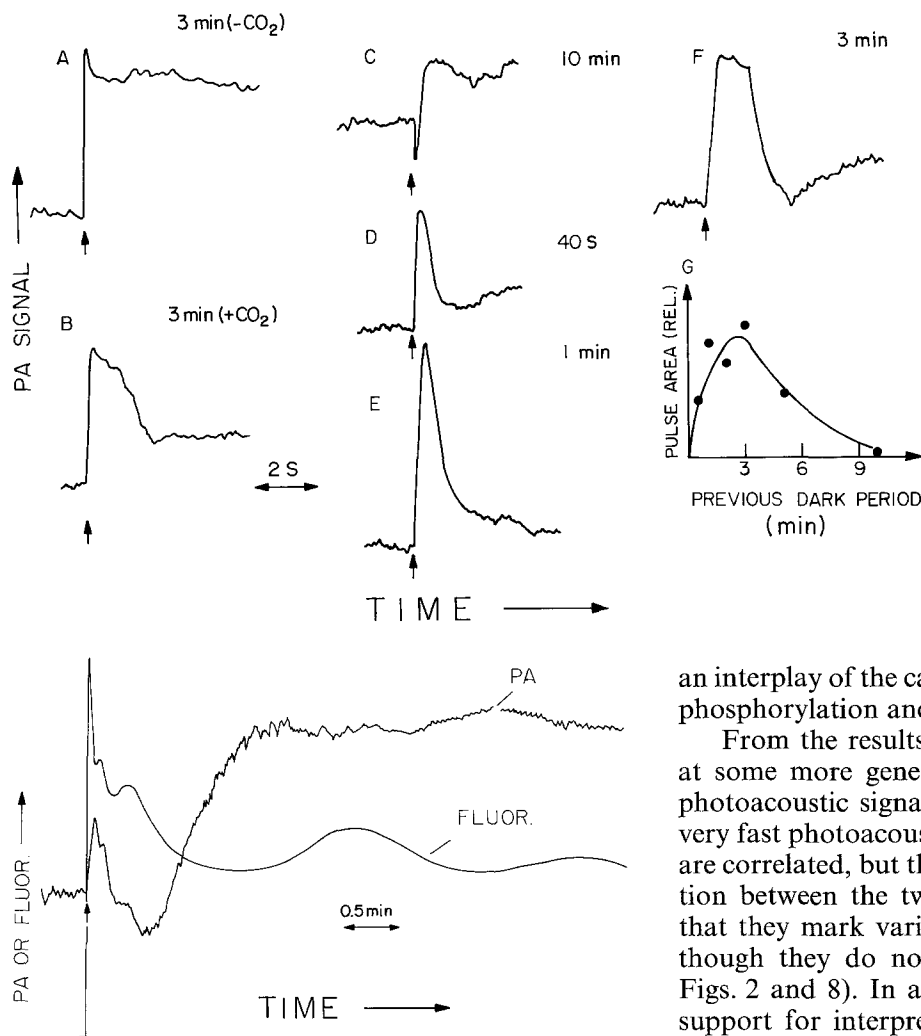 A
3 min (-CO₂)
B
3 min (+CO₂)
PA SIGNAL
2 S
C
10 min
D
40 S
E
1 min
TIME
F
3 min
G
PULSE AREA (REL.)
3 6 9
PREVIOUS DARK PERIOD
(min)
PA
FLUOR.
PA OR FLUOR.
0.5 min
TIME
an interplay of the ca
phosphorylation and
From the results
at some more gene
photoacoustic signa
very fast photoacous
are correlated, but th
tion between the tw
that they mark vari
though they do no
Figs. 2 and 8). In a
support for interpre